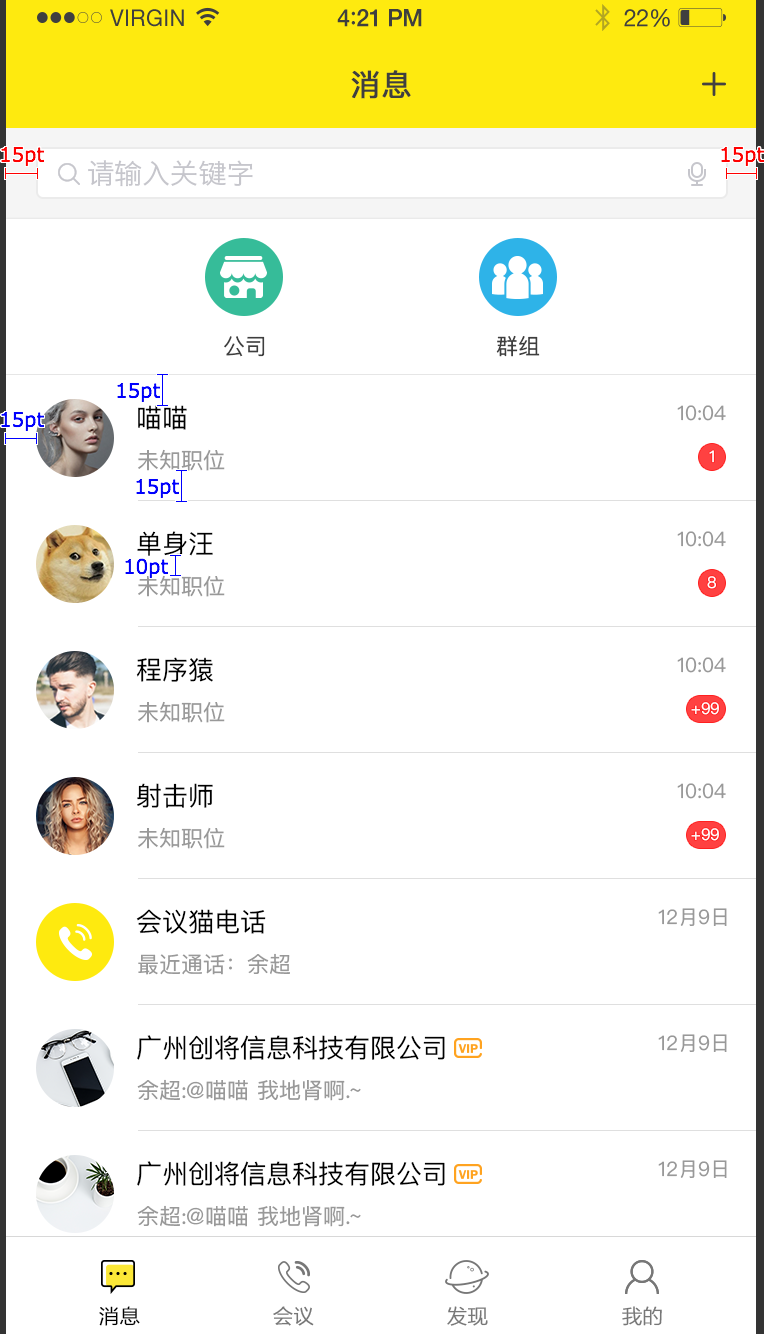 VIRGIN 4:21 PM 22%
消息
15pt 请输入关键字 15pt
公司 群组
15pt
喵喵 10:04
15pt
未知职位 1
15pt
单身汪 10:04
10pt
未知职位 8
程序猿 10:04
未知职位 +99
射击师 10:04
未知职位 +99
会议猫电话 12月9日
最近通话：余超
广州创将信息科技有限公司 VIP 12月9日
余超:@喵喵 我地肾啊.~
广州创将信息科技有限公司 VIP 12月9日
余超:@喵喵 我地肾啊.~
消息 会议 发现 我的